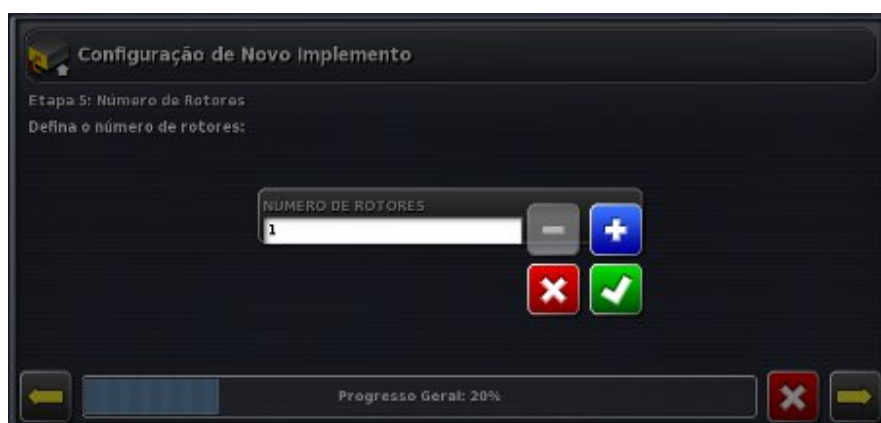 Configuração de Novo Implemento
Etapa 5: Número de Rotores
Defina o número de rotores:
NÚMERO DE ROTORES
1
Progresso Geral: 20%